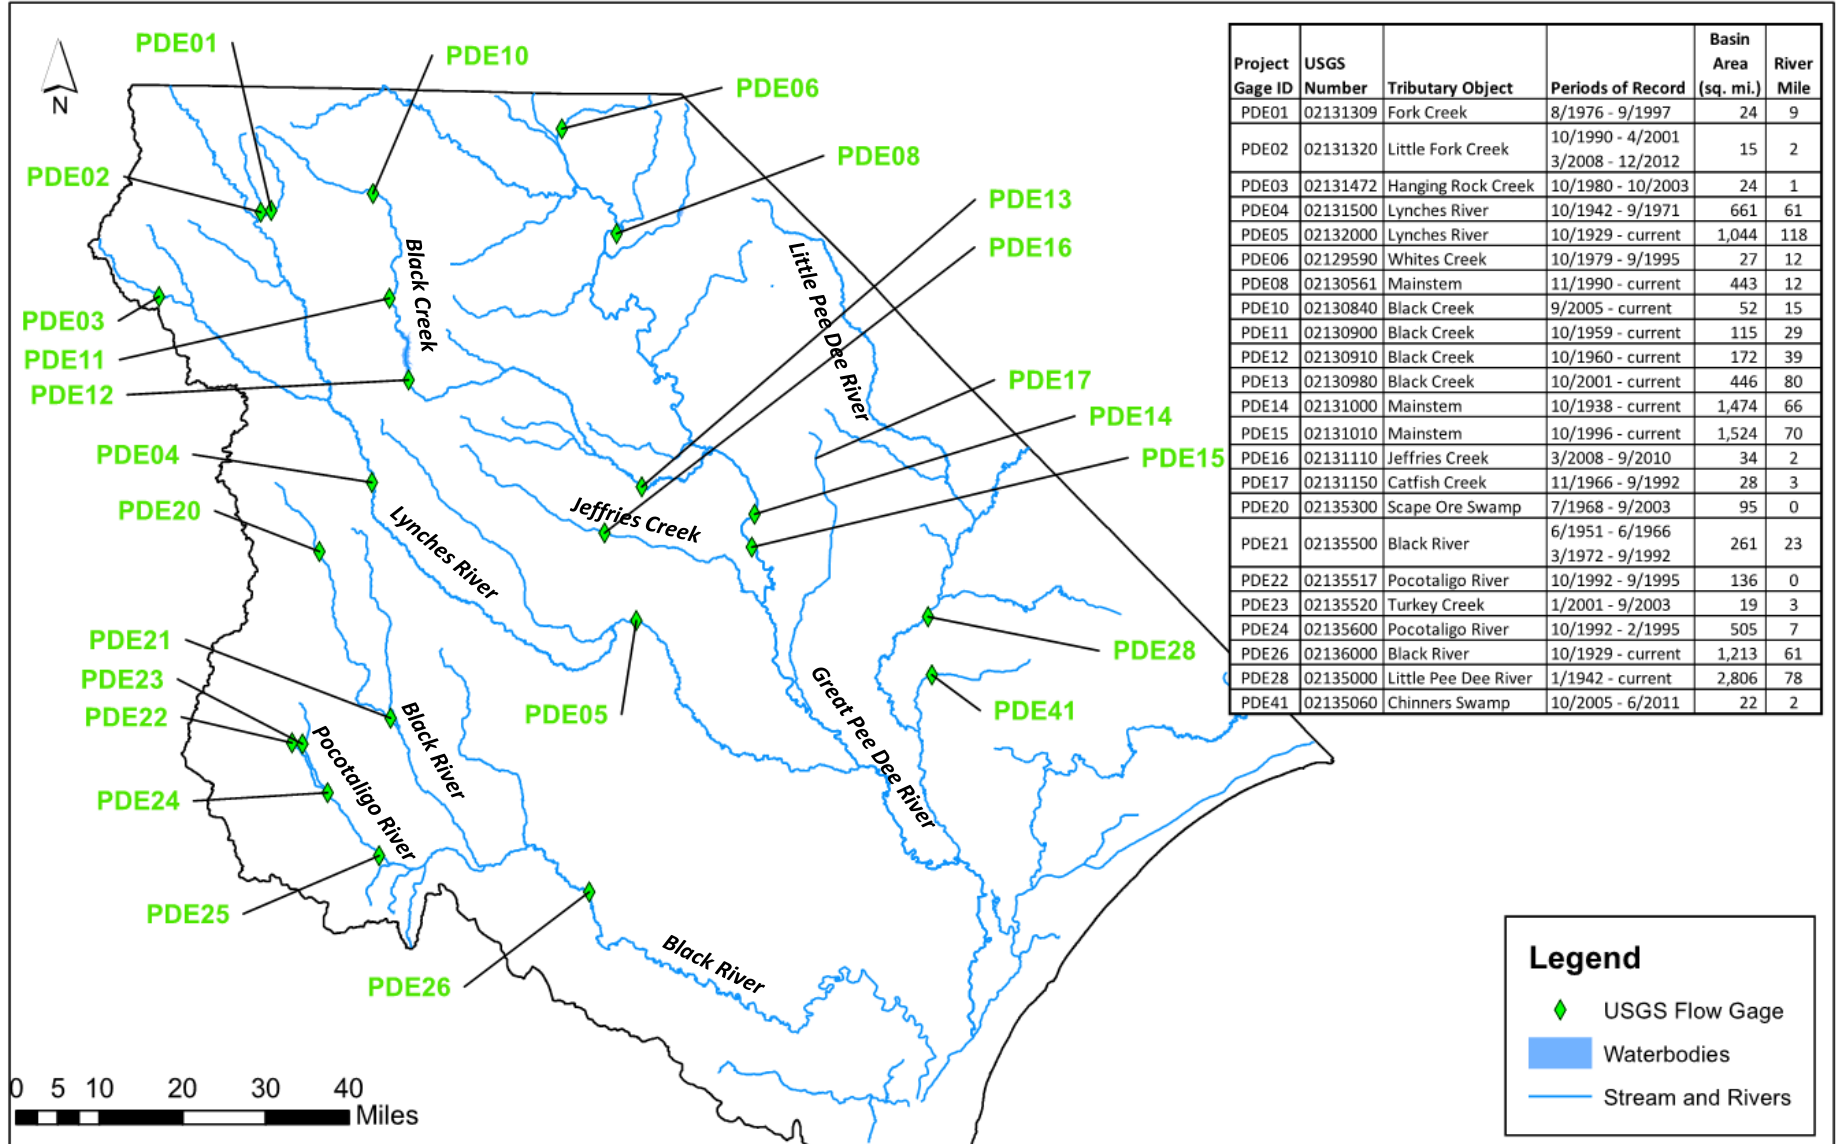 PDE01
PDE10
PDE06
N
PDE08
PDE02
PDE13
PDE16
Black Creek
Little Pee Dee River
PDE03
PDE11
PDE12
PDE17
PDE14
PDE04
PDE15
PDE20
Jeffries Creek
Lynches River
PDE21
PDE28
PDE23
PDE22
PDE05
PDE41
Black River
Pocotaligo River
Great Pee Dee River
PDE24
PDE25
PDE26
Black River
0 5 10 20 30 40
Miles
Project Gage ID USGS Number Tributary Object Periods of Record Basin Area (sq. mi.) River Mile
PDE01 02131309 Fork Creek 8/1976 - 9/1997 24 9
PDE02 02131320 Little Fork Creek 10/1990 - 4/2001 3/2008 - 12/2012 15 2
PDE03 02131472 Hanging Rock Creek 10/1980 - 10/2003 24 1
PDE04 02131500 Lynches River 10/1942 - 9/1971 661 61
PDE05 02132000 Lynches River 10/1929 - current 1,044 118
PDE06 02129590 Whites Creek 10/1979 - 9/1995 27 12
PDE08 02130561 Mainstem 11/1990 - current 443 12
PDE10 02130840 Black Creek 9/2005 - current 52 15
PDE11 02130900 Black Creek 10/1959 - current 115 29
PDE12 02130910 Black Creek 10/1960 - current 172 39
PDE13 02130980 Black Creek 10/2001 - current 446 80
PDE14 02131000 Mainstem 10/1938 - current 1,474 66
PDE15 02131010 Mainstem 10/1996 - current 1,524 70
PDE16 02131110 Jeffries Creek 3/2008 - 9/2010 34 2
PDE17 02131150 Catfish Creek 11/1966 - 9/1992 28 3
PDE20 02135300 Scape Ore Swamp 7/1968 - 9/2003 95 0
PDE21 02135500 Black River 6/1951 - 6/1966 3/1972 - 9/1992 261 23
PDE22 02135517 Pocotaligo River 10/1992 - 9/1995 136 0
PDE23 02135520 Turkey Creek 1/2001 - 9/2003 19 3
PDE24 02135600 Pocotaligo River 10/1992 - 2/1995 505 7
PDE26 02136000 Black River 10/1929 - current 1,213 61
PDE28 02135000 Little Pee Dee River 1/1942 - current 2,806 78
PDE41 02135060 Chinners Swamp 10/2005 - 6/2011 22 2
Legend
USGS Flow Gage
Waterbodies
Stream and Rivers